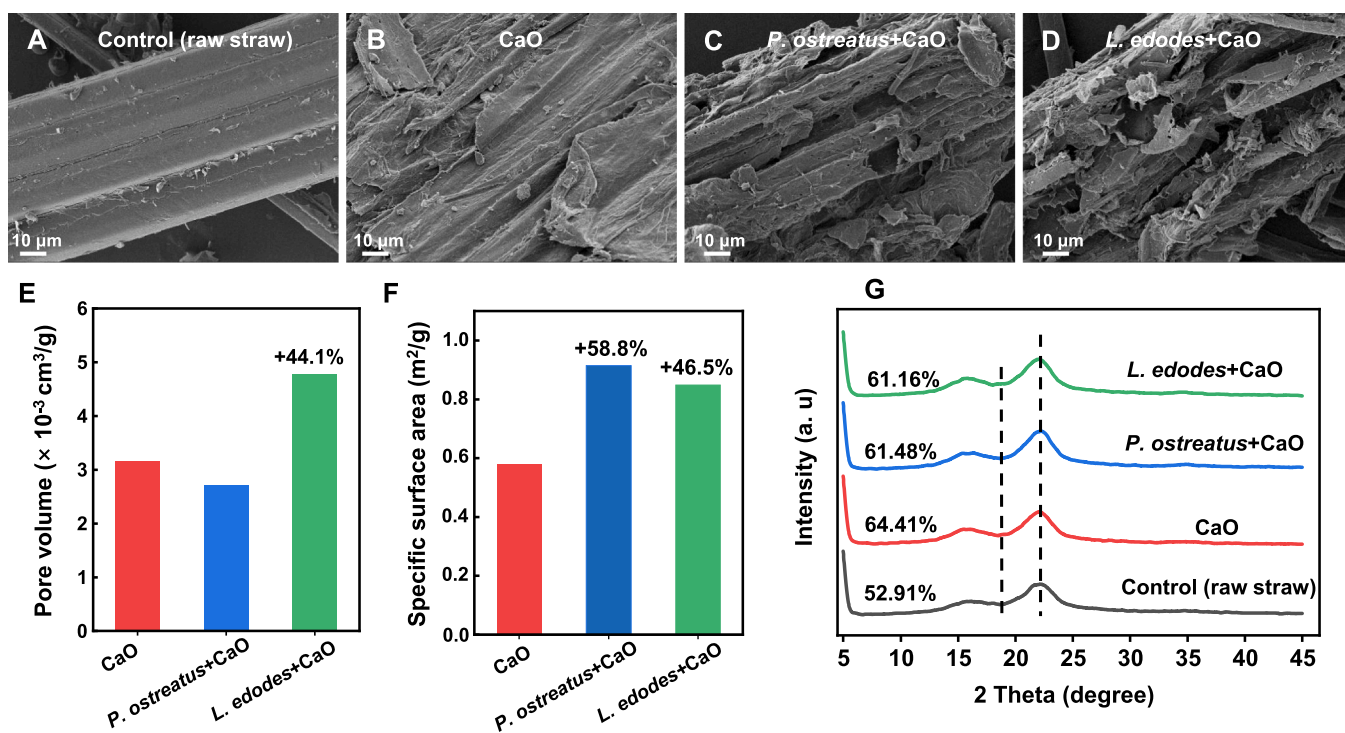 A
Control (raw straw)
10 μm
B
CaO
10 μm
C
P. ostreatus+CaO
10 μm
D
L. edodes+CaO
10 μm
E
Pore volume (× 10⁻³ cm³/g)
6
5
4
3
2
1
0
+44.1%
CaO
P. ostreatus+CaO
L. edodes+CaO
F
Specific surface area (m²/g)
1.0
0.8
0.6
0.4
0.2
0.0
+58.8%
+46.5%
CaO
P. ostreatus+CaO
L. edodes+CaO
G
Intensity (a. u)
61.16%
L. edodes+CaO
61.48%
P. ostreatus+CaO
64.41%
CaO
52.91%
Control (raw straw)
5 10 15 20 25 30 35 40 45
2 Theta (degree)